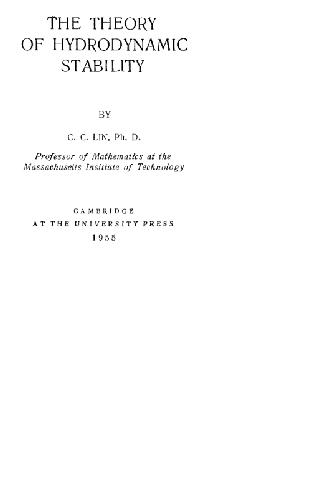 THE THEORY
OF HYDRODYNAMIC
STABILITY
BY
C. C. LIN, Ph. D.
Professor of Mathematics at the
Massachusetts Institute of Technology
CAMBRIDGE
AT THE UNIVERSITY PRESS
1955